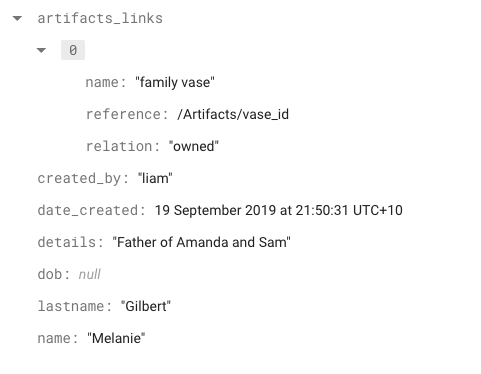 artifacts_links
0
name: "family vase"
reference: /Artifacts/vase_id
relation: "owned"
created_by: "liam"
date_created: 19 September 2019 at 21:50:31 UTC+10
details: "Father of Amanda and Sam"
dob: null
lastname: "Gilbert"
name: "Melanie"